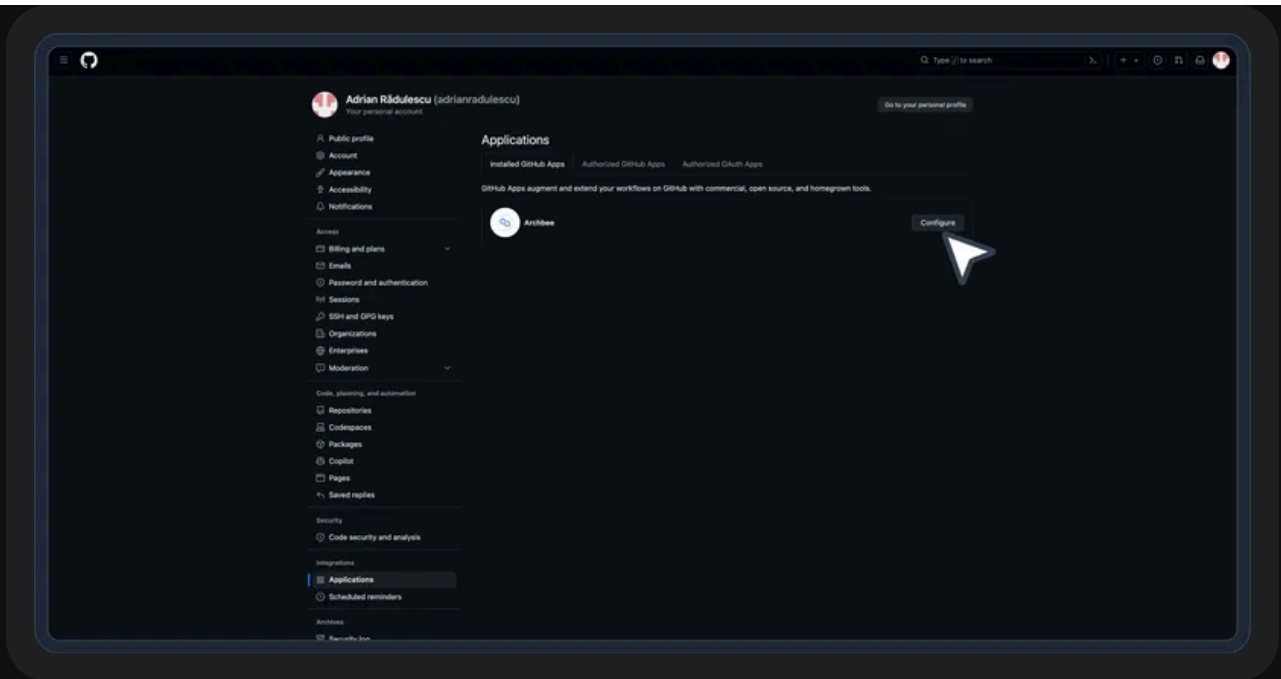 Type / to search
Adrian Rădulescu (adrianradulescu)
Your personal account
Go to your personal profile
Public profile
Account
Appearance
Accessibility
Notifications
Access
Billing and plans
Emails
Password and authentication
Sessions
SSH and GPG keys
Organizations
Enterprises
Moderation
Code, planning, and automation
Repositories
Codespaces
Packages
Copilot
Pages
Saved replies
Security
Code security and analysis
Integrations
Applications
Scheduled reminders
Archives
Security log
Applications
Installed GitHub Apps Authorized GitHub Apps Authorized OAuth Apps
GitHub Apps augment and extend your workflows on GitHub with commercial, open source, and homegrown tools.
Archbee
Configure